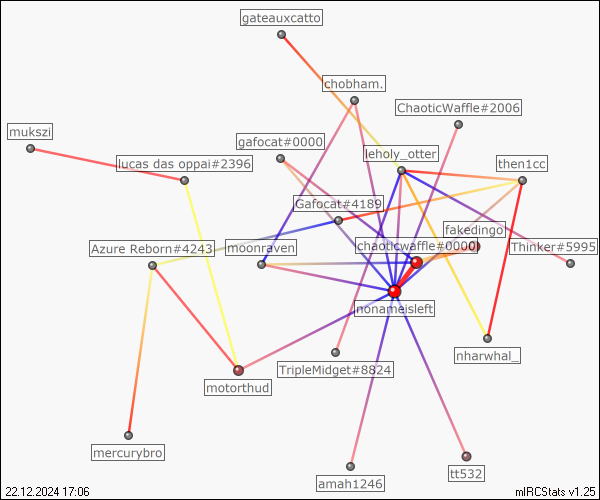 gateauxcatto
chobham.
ChaoticWaffle#2006
mukszi
gafocat#0000
leholy_otter
lucas das oppai#2396
then1cc
Gafocat#4189
fakedingo
Azure Reborn#4243
moonraven
chaoticwaffle#0000
Thinker#5995
nonameisleft
nharwhal_
TripleMidget#8824
motorthud
mercurybro
tt532
amah1246
22.12.2024 17:06
mIRCStats v1.25